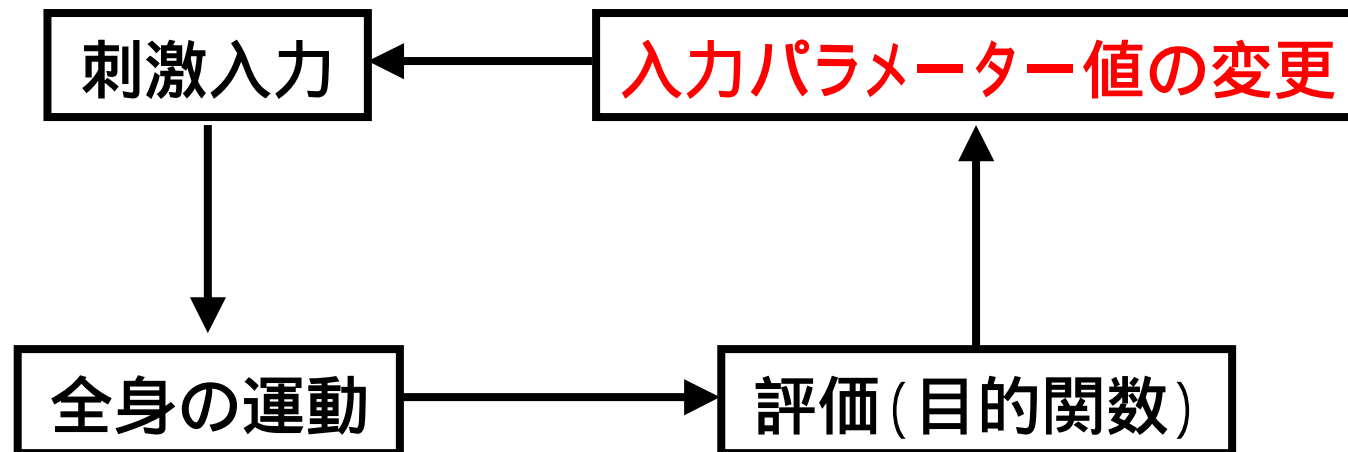 刺激入力
入力パラメーター値の変更
全身の運動
評価(目的関数)